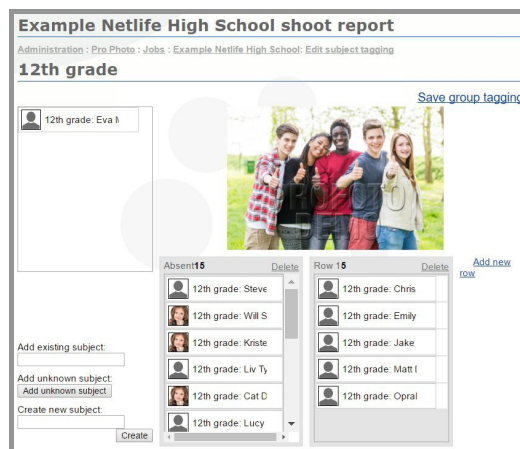 Example Netlife High School shoot report
Administration : Pro Photo : Jobs : Example Netlife High School: Edit subject tagging
12th grade
Save group tagging
12th grade: Eva
PROFOTO
DEMO
Absent15
Delete
Row 15
Delete
Add new
row
12th grade: Steve
12th grade: Will S
12th grade: Kriste
12th grade: Liv Ty
12th grade: Cat D
12th grade: Lucy
12th grade: Chris
12th grade: Emily
12th grade: Jake
12th grade: Matt
12th grade: Opral
Add existing subject:
Add unknown subject:
Add unknown subject
Create new subject:
Create